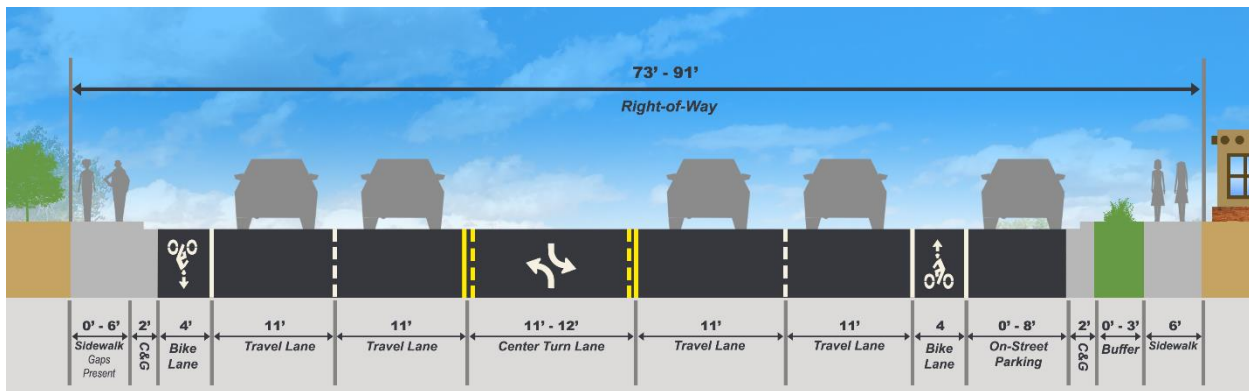 73' - 91'
Right-of-Way
0' - 6'
Sidewalk
Gaps
Present
2'
C&G
4'
Bike
Lane
11'
Travel Lane
11'
Travel Lane
11' - 12'
Center Turn Lane
11'
Travel Lane
11'
Travel Lane
4
Bike
Lane
0' - 8'
On-Street
Parking
2'
C&G
0' - 3'
Buffer
6'
Sidewalk